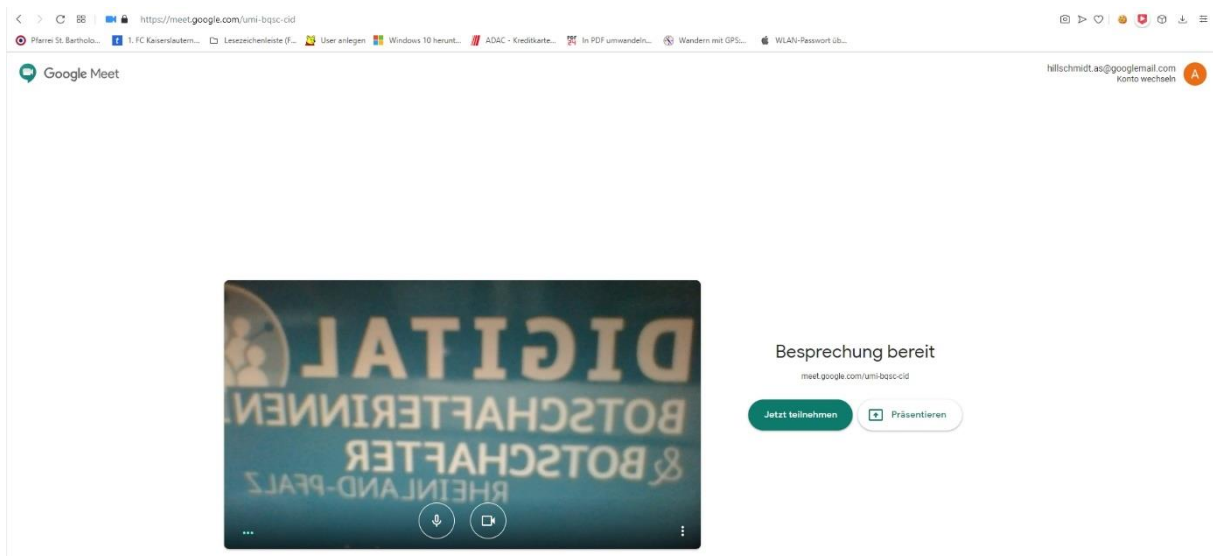 https://meet.google.com/umi-bqsc-cid
Pfarrei St. Bartholo... 1. FC Kaiserslautern... Lesezeichenleiste (F... User anlegen Windows 10 herunt... ADAC - Kreditkarte... In PDF umwandeln... Wandern mit GPS:... WLAN-Passwort üb...
Google Meet
hillschmidt.as@googlemail.com
Konto wechseln
A
DIGITAL
BOTSCHAFTERINNEN
& BOTSCHAFTER
RHEINLAND-PFALZ
Besprechung bereit
meet.google.com/umi-bqsc-cid
Jetzt teilnehmen Präsentieren